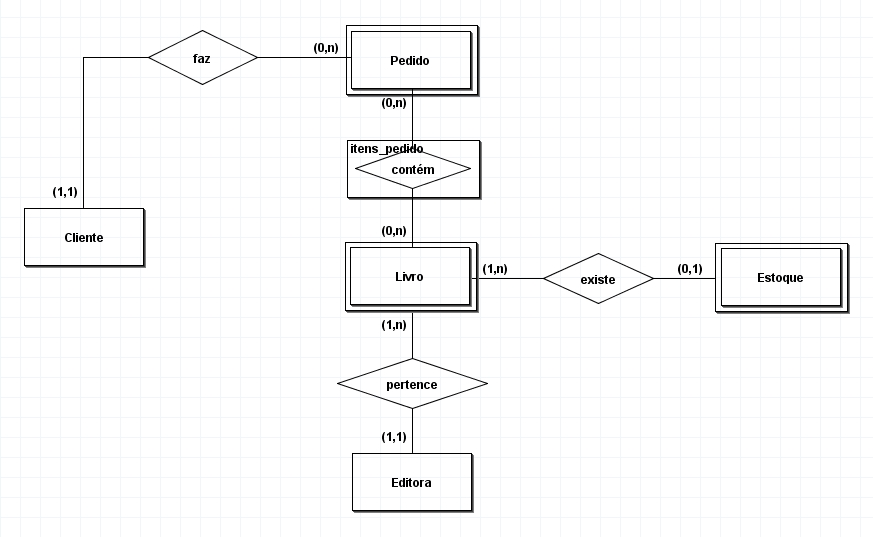 faz
(0,n)
Pedido
(0,n)
itens_pedido
contém
(1,1)
Cliente
(0,n)
Livro
(1,n)
existe
(0,1)
Estoque
(1,n)
pertence
(1,1)
Editora